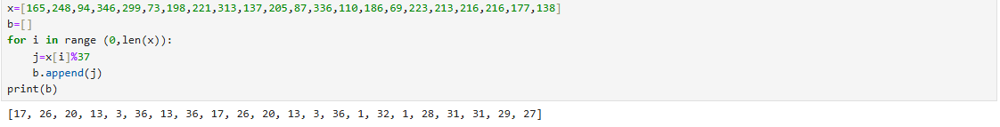 x=[165,248,94,346,299,73,198,221,313,137,205,87,336,110,186,69,223,213,216,216,177,138]
b=[]
for i in range (0,len(x)):
    j=x[i]%37
    b.append(j)
print(b)
[17, 26, 20, 13, 3, 36, 13, 36, 17, 26, 20, 13, 3, 36, 1, 32, 1, 28, 31, 31, 29, 27]